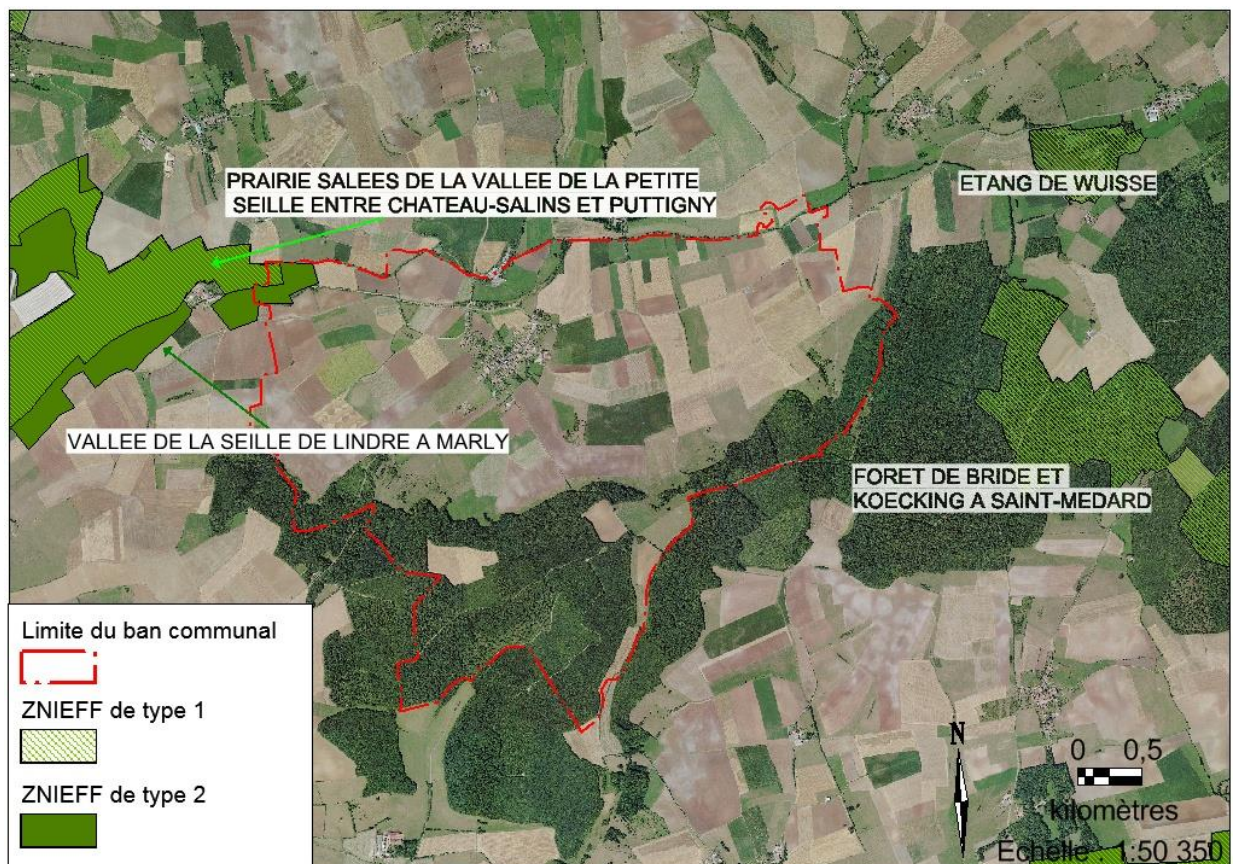 PRAIRIE SALEES DE LA VALLEE DE LA PETITE
SEILLE ENTRE CHATEAU-SALINS ET PUTTIGNY
ETANG DE WUISSE
VALLEE DE LA SEILLE DE LINDRE A MARLY
FORET DE BRIDE ET
KOECKING A SAINT-MEDARD
Limite du ban communal
ZNIEFF de type 1
ZNIEFF de type 2
N
0 0,5
kilomètres
Echelle 1:50 350